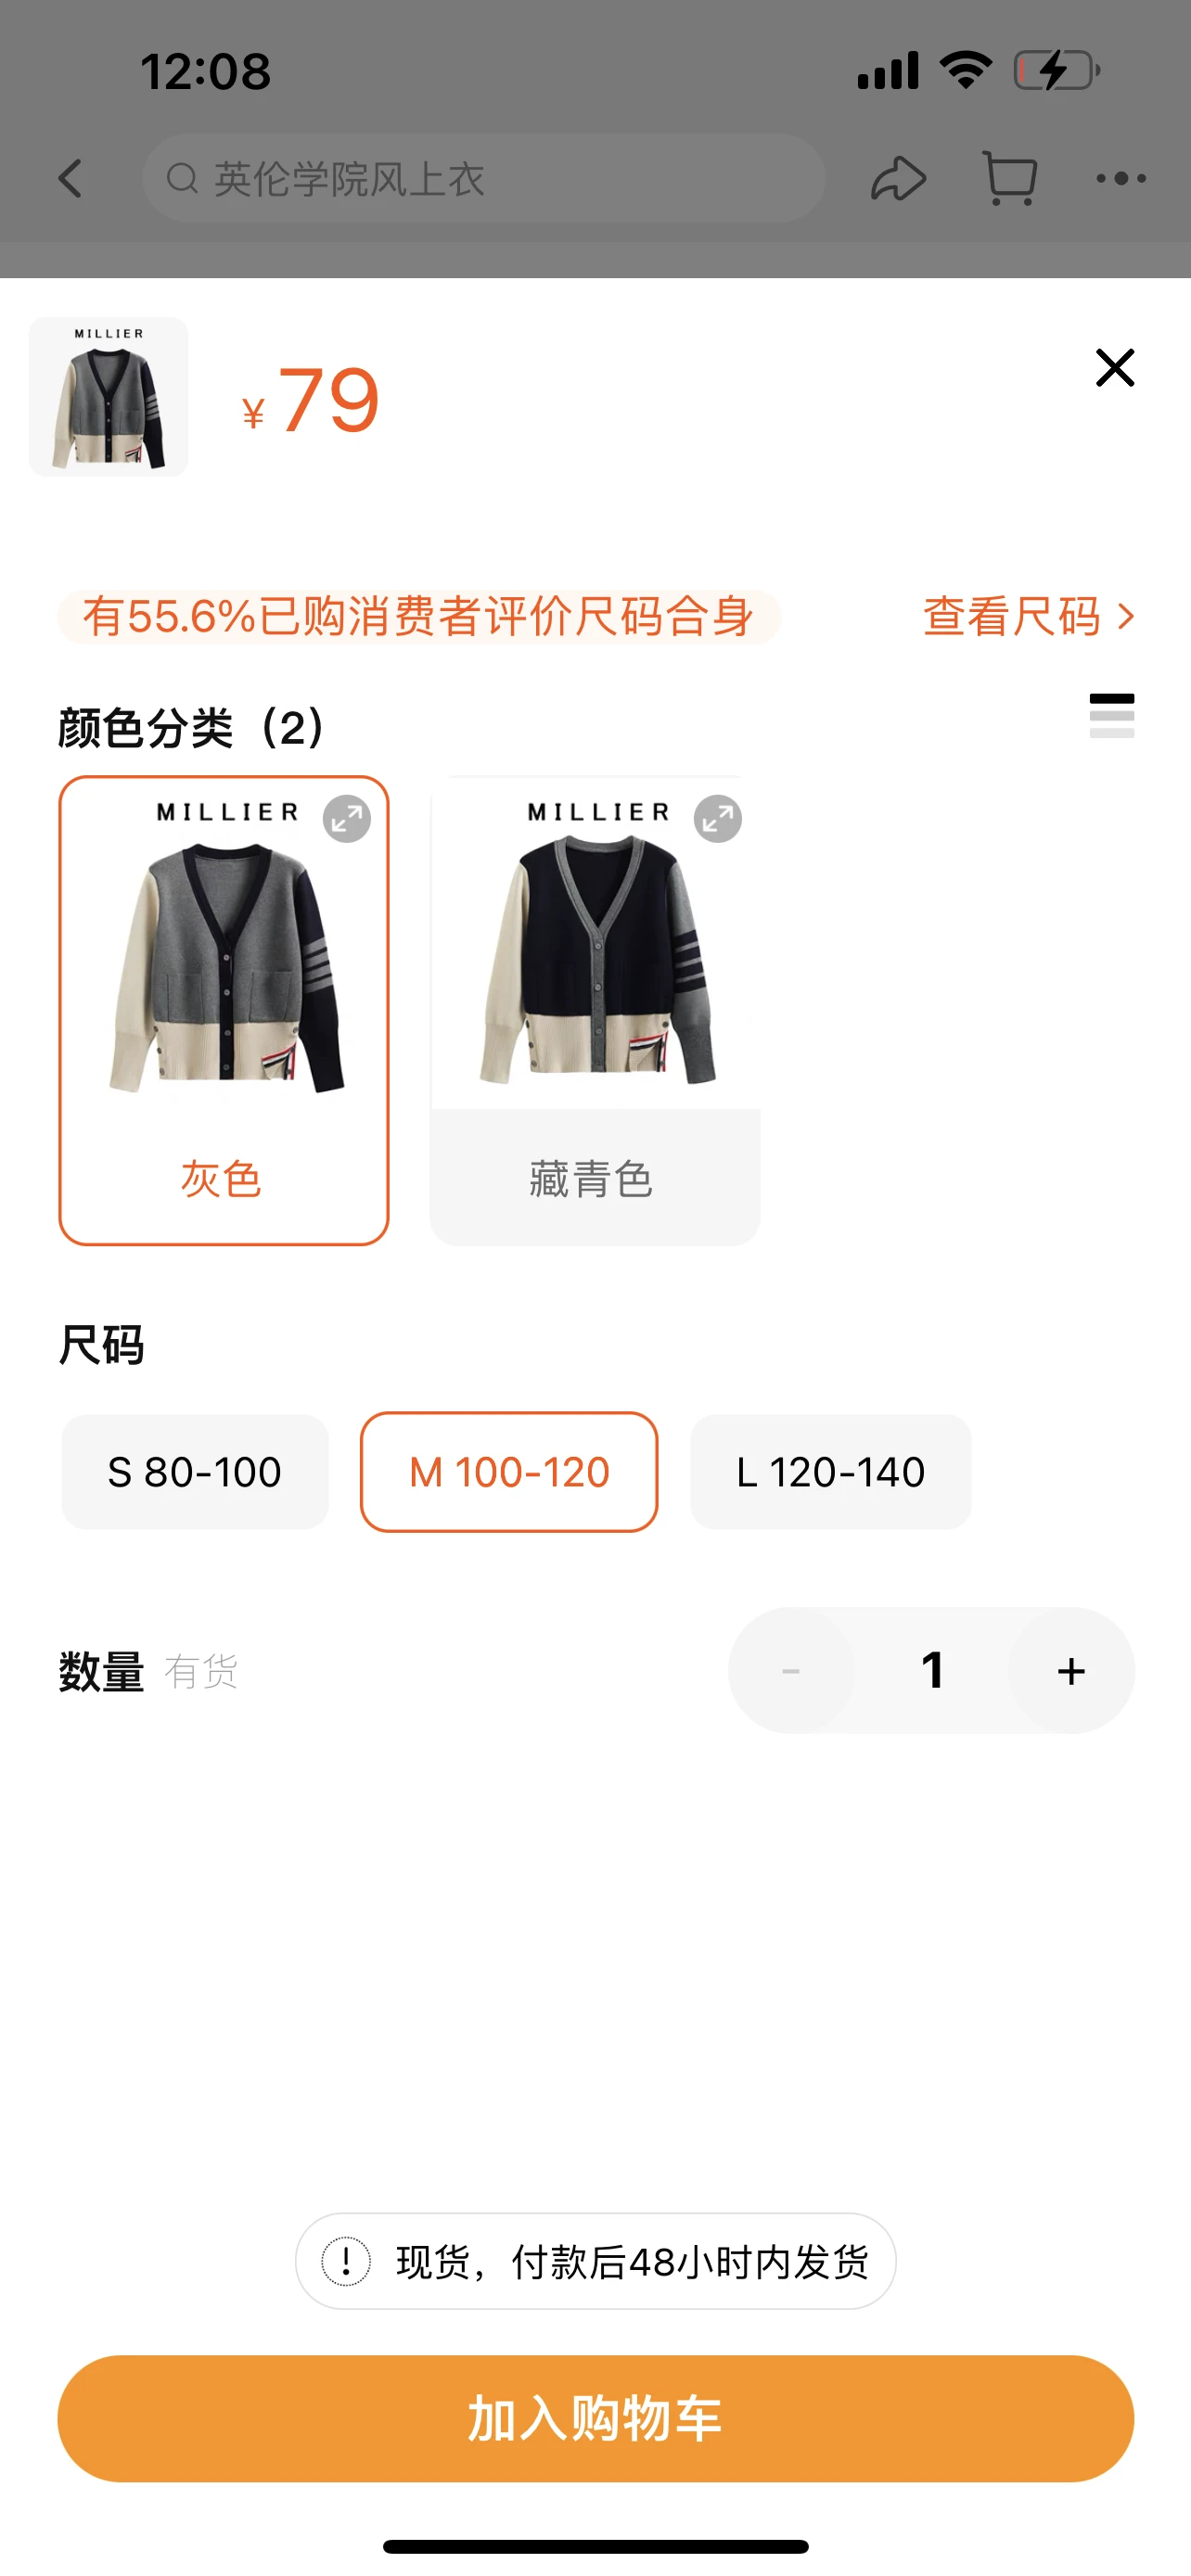 12:08
英伦学院风上衣
MILLIER
¥79
有55.6%已购消费者评价尺码合身
查看尺码 >
颜色分类（2）
MILLIER
MILLIER
灰色
藏青色
尺码
S 80-100
M 100-120
L 120-140
数量 有货
- 1 +
现货，付款后48小时内发货
加入购物车